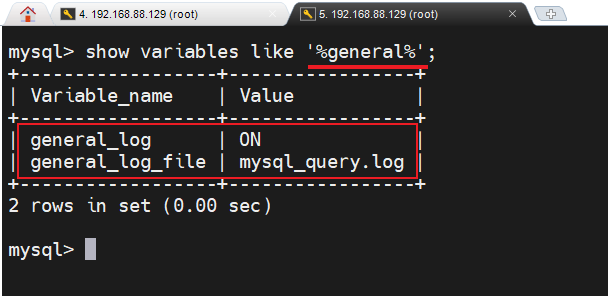 4. 192.168.88.129 (root)
5. 192.168.88.129 (root)
mysql> show variables like '%general%';
+------------------+-----------------+
| Variable_name    | Value           |
+------------------+-----------------+
| general_log      | ON              |
| general_log_file | mysql_query.log |
+------------------+-----------------+
2 rows in set (0.00 sec)
mysql>